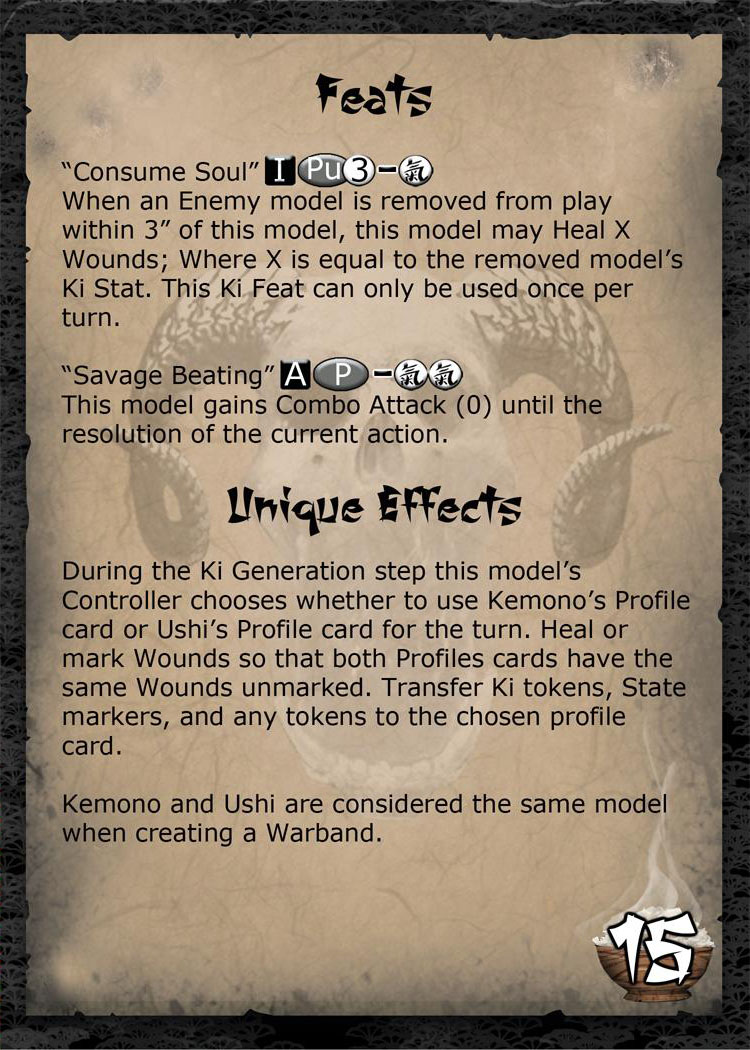 Feats
“Consume Soul” I Pu 3 – 氣
When an Enemy model is removed from play
within 3” of this model, this model may Heal X
Wounds; Where X is equal to the removed model’s
Ki Stat. This Ki Feat can only be used once per
turn.
“Savage Beating” A P – 氣 氣
This model gains Combo Attack (0) until the
resolution of the current action.
Unique Effects
During the Ki Generation step this model’s
Controller chooses whether to use Kemono’s Profile
card or Ushi’s Profile card for the turn. Heal or
mark Wounds so that both Profiles cards have the
same Wounds unmarked. Transfer Ki tokens, State
markers, and any tokens to the chosen profile
card.
Kemono and Ushi are considered the same model
when creating a Warband.
15